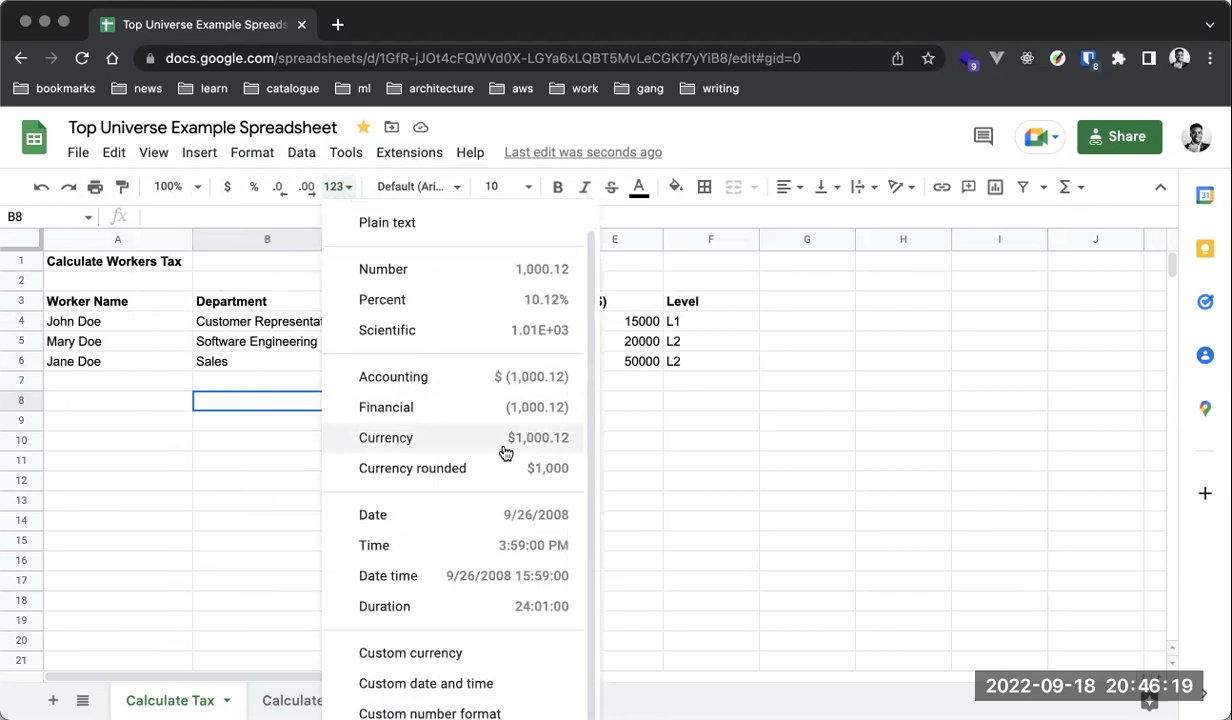 Top Universe Example Spreads
docs.google.com/spreadsheets/d/1GfR-jJOt4cFQWVd0X-LGYa6xLQBT5MvLeCGKf7yYiB8/edit#gid=0
9
8
bookmarks news learn catalogue ml architecture aws work gang writing
Top Universe Example Spreadsheet
Share
File Edit View Insert Format Data Tools Extensions Help Last edit was seconds ago
100% $ % .0 .00 123 Default (Ari... 10 B I S A Σ
31
B8 fx
Plain text
A B E F G H I J
1 Calculate Workers Tax
2
Number 1,000.12
3 Worker Name Department Percent 10.12% ) Level
4 John Doe Customer Representat 15000 L1
Scientific 1.01E+03
5 Mary Doe Software Engineering 20000 L2
6 Jane Doe Sales 50000 L2
7 Accounting $ (1,000.12)
8
Financial (1,000.12)
9
10 Currency $1,000.12
11
Currency rounded $1,000
12
13
14 Date 9/26/2008
15 Time 3:59:00 PM
16
17 Date time 9/26/2008 15:59:00
18 Duration 24:01:00
19
20
Custom currency
21
Custom date and time
2022-09-18 20:46:19
Calculate Tax Calculate
Custom number format